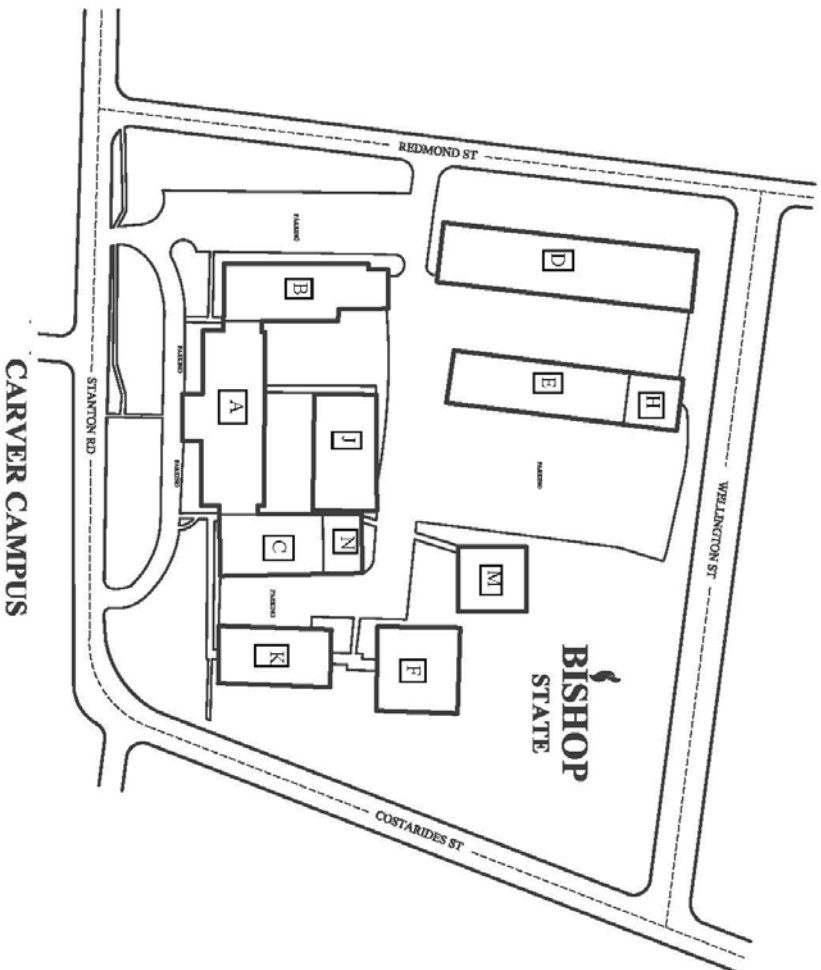 WELLINGTON ST
H
BISHOP
STATE
D
E
PARKING
M
REDMOND ST
F
COSTARIDES ST
J
N
B
PARKING
C
PARKING
K
A
PARKING
PARKING
STANTON RD
CARVER CAMPUS